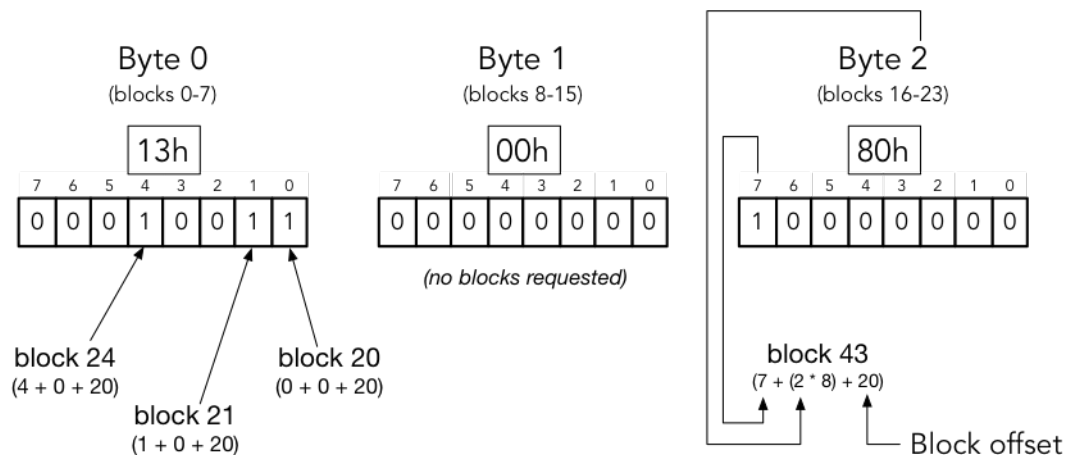 Byte 0
(blocks 0-7)
13h
7 6 5 4 3 2 1 0
0 0 0 1 0 0 1 1
block 24
(4 + 0 + 20)
block 21
(1 + 0 + 20)
block 20
(0 + 0 + 20)
Byte 1
(blocks 8-15)
00h
7 6 5 4 3 2 1 0
0 0 0 0 0 0 0 0
(no blocks requested)
Byte 2
(blocks 16-23)
80h
7 6 5 4 3 2 1 0
1 0 0 0 0 0 0 0
block 43
(7 + (2 * 8) + 20)
Block offset